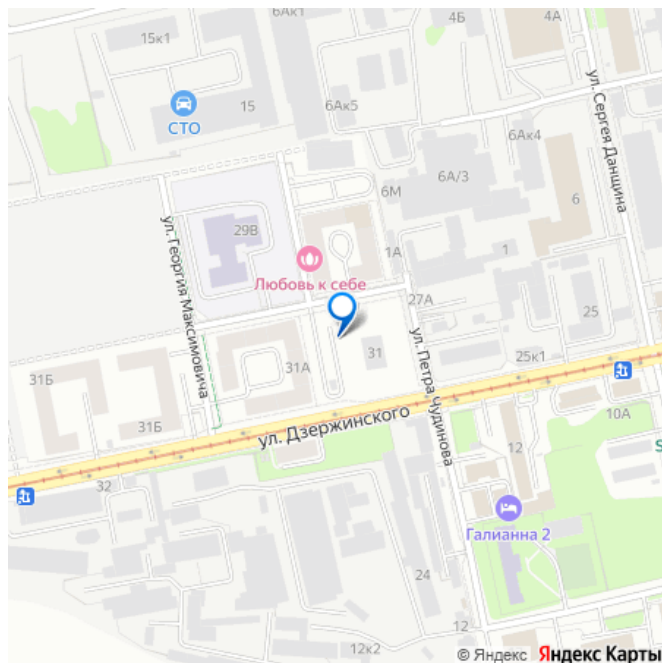 6Ак1
4Б
4А
15к1
15
СТО
6Ак5
6Ак4
ул. Сергея Данщина
6М
6А/3
6
29В
1А
1
Любовь к себе
ул. Георгия Максимовича
27А
25
31
31А
25к1
31Б
31Б
ул. Петра Чудинова
ул. Дзержинского
10А
12
S
32
Галианна 2
24
12
12к2
© Яндекс Яндекс Карты